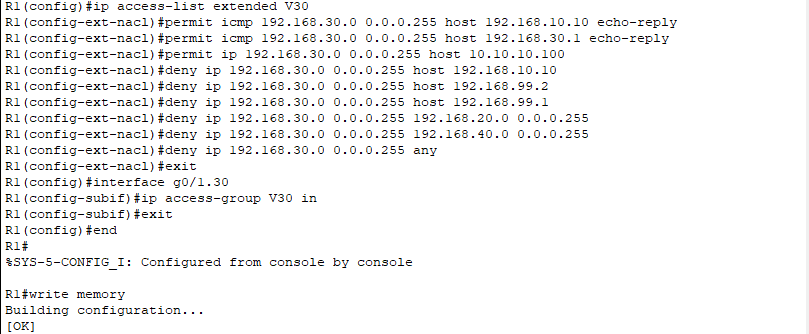 R1(config)#ip access-list extended V30
R1(config-ext-nacl)#permit icmp 192.168.30.0 0.0.0.255 host 192.168.10.10 echo-reply
R1(config-ext-nacl)#permit icmp 192.168.30.0 0.0.0.255 host 192.168.30.1 echo-reply
R1(config-ext-nacl)#permit ip 192.168.30.0 0.0.0.255 host 10.10.10.100
R1(config-ext-nacl)#deny ip 192.168.30.0 0.0.0.255 host 192.168.10.10
R1(config-ext-nacl)#deny ip 192.168.30.0 0.0.0.255 host 192.168.99.2
R1(config-ext-nacl)#deny ip 192.168.30.0 0.0.0.255 host 192.168.99.1
R1(config-ext-nacl)#deny ip 192.168.30.0 0.0.0.255 192.168.20.0 0.0.0.255
R1(config-ext-nacl)#deny ip 192.168.30.0 0.0.0.255 192.168.40.0 0.0.0.255
R1(config-ext-nacl)#deny ip 192.168.30.0 0.0.0.255 any
R1(config-ext-nacl)#exit
R1(config)#interface g0/1.30
R1(config-subif)#ip access-group V30 in
R1(config-subif)#exit
R1(config)#end
R1#
%SYS-5-CONFIG_I: Configured from console by console
R1#write memory
Building configuration...
[OK]